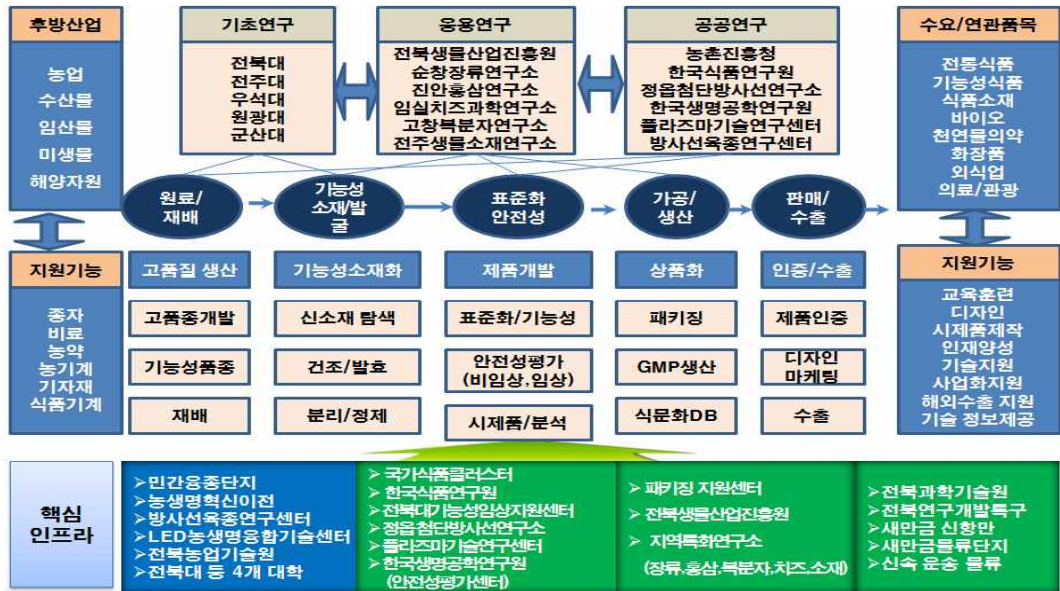 후방산업
농업
수산물
임산물
미생물
해양자원
기초연구
전북대
전주대
우석대
원광대
군산대
응용연구
전북생물산업진흥원
순창장류연구소
진안홍삼연구소
임실치즈과학연구소
고창복분자연구소
전주생물소재연구소
공공연구
농촌진흥청
한국식품연구원
정읍첨단방사선연구소
한국생명공학연구원
플라즈마기술연구센터
방사선육종연구센터
수요/연관품목
전통식품
기능성식품
식품소재
바이오
천연물의약
화장품
외식업
의료/관광
원료/
재배
기능성
소재/발
굴
표준화
안전성
가공/
생산
판매/
수출
지원기능
종자
비료
농약
농기계
기자재
식품기계
고품질 생산
고품종개발
기능성품종
재배
기능성소재화
신소재 탐색
건조/발효
분리/정제
제품개발
표준화/기능성
안전성평가
(비임상,임상)
시제품/분석
상품화
패키징
GMP생산
식문화DB
인증/수출
제품인증
디자인
마케팅
수출
지원기능
교육훈련
디자인
시제품제작
인재양성
기술지원
사업화지원
해외수출 지원
기술 정보제공
핵심
인프라
➢민간육종단지
➢농생명혁신이전
➢방사선육종연구센터
➢LED농생명융합기술센터
➢전북농업기술원
➢전북대 등 4개 대학
➢국가식품클러스터
➢한국식품연구원
➢전북대기능성임상지원센터
➢정읍첨단방사선연구소
➢플라즈마기술연구센터
➢한국생명공학연구원
(안전성평가센터)
➢패키징 지원센터
➢전북생물산업진흥원
➢지역특화연구소
(장류,홍삼,복분자,치즈,소재)
➢전북과학기술원
➢전북연구개발특구
➢새만금 신항만
➢새만금물류단지
➢신속 운송 물류